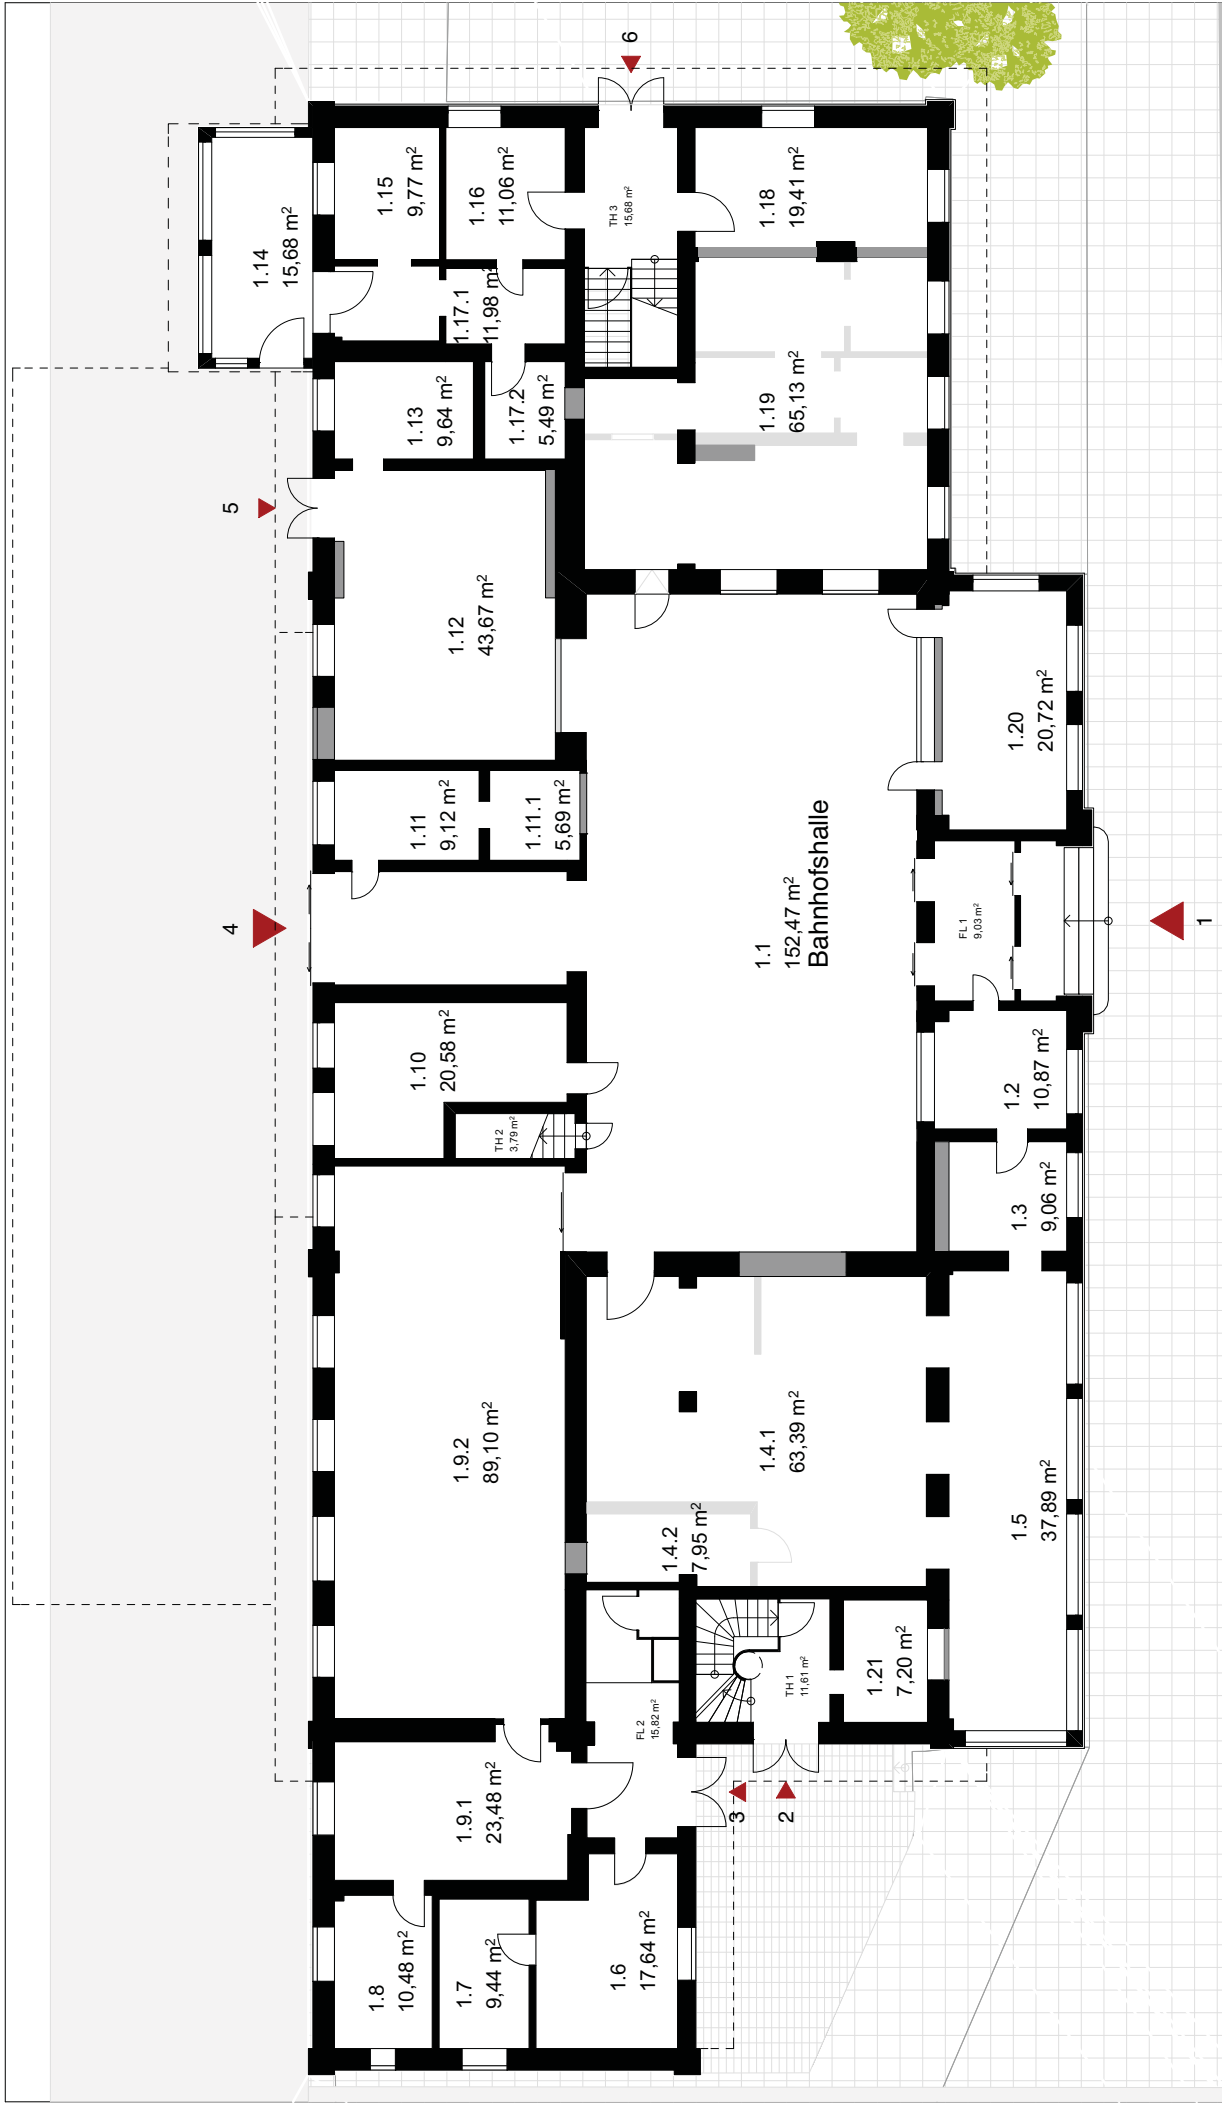 6
1.14
15,68 m²
1.15
9,77 m²
1.16
11,06 m²
TH 3
15,68 m²
1.18
19,41 m²
1.17.1
11,98 m²
1.13
9,64 m²
1.17.2
5,49 m²
1.19
65,13 m²
5
1.12
43,67 m²
1.20
20,72 m²
1.11
9,12 m²
1.11.1
5,69 m²
4
1.1
152,47 m²
Bahnhofshalle
FL 1
9,03 m²
1
1.10
20,58 m²
TH 2
3,79 m²
1.2
10,87 m²
1.3
9,06 m²
1.9.2
89,10 m²
1.4.1
63,39 m²
1.4.2
7,95 m²
1.5
37,89 m²
FL 2
15,82 m²
TH 1
11,61 m²
1.21
7,20 m²
1.9.1
23,48 m²
3
2
1.8
10,48 m²
1.7
9,44 m²
1.6
17,64 m²